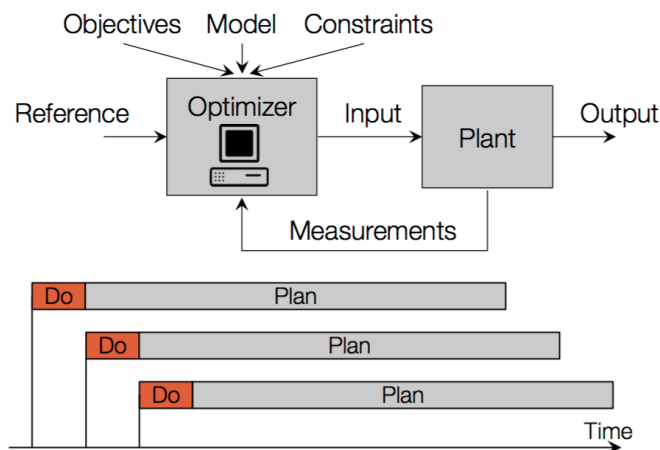 Objectives Model Constraints
Reference Optimizer Input Plant Output
Measurements
Do Plan
Do Plan
Do Plan
Time